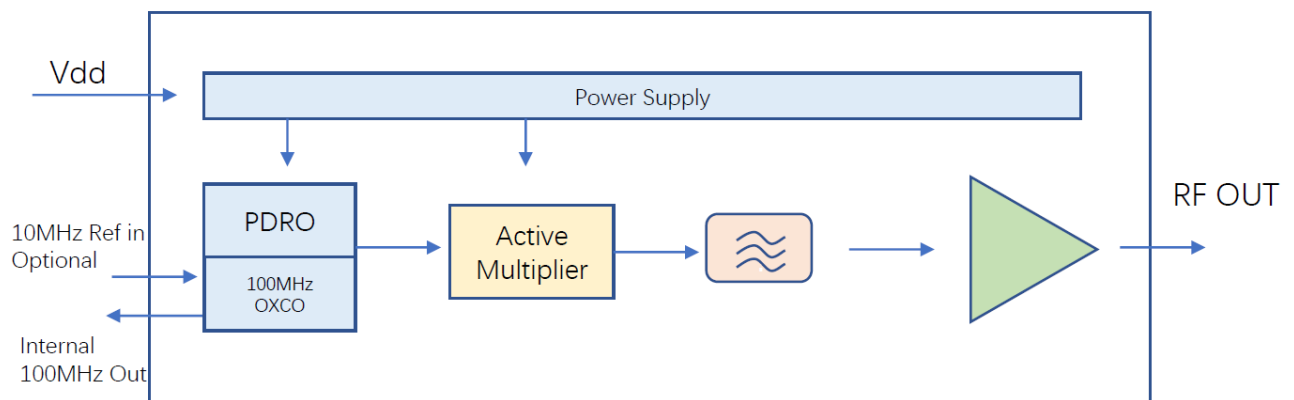 Vdd
Power Supply
PDRO
100MHz
OXCO
10MHz Ref in
Optional
Internal
100MHz Out
Active
Multiplier
RF OUT